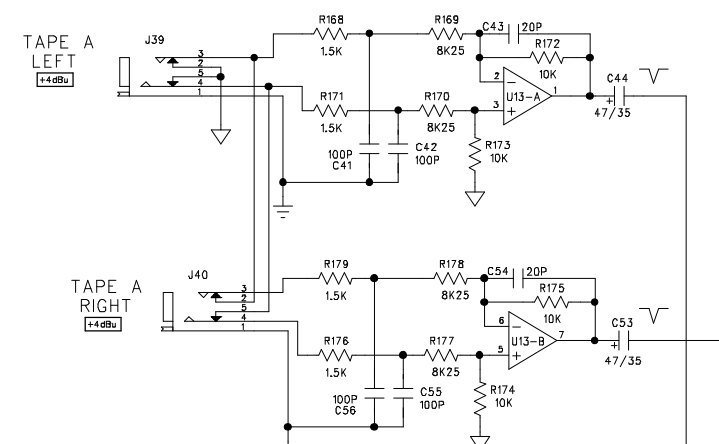 TAPE A
LEFT
+4dBu
J39
3
2
5
4
1
R168
1.5K
R169
8K25
C43
20P
R172
10K
R171
1.5K
R170
8K25
2
3
−
+
U13-A
1
C44
+
47/35
100P
C41
C42
100P
R173
10K
TAPE A
RIGHT
+4dBu
J40
3
2
5
4
1
R179
1.5K
R178
8K25
C54
20P
R175
10K
R176
1.5K
R177
8K25
6
5
−
+
U13-B
7
C53
+
47/35
100P
C56
C55
100P
R174
10K